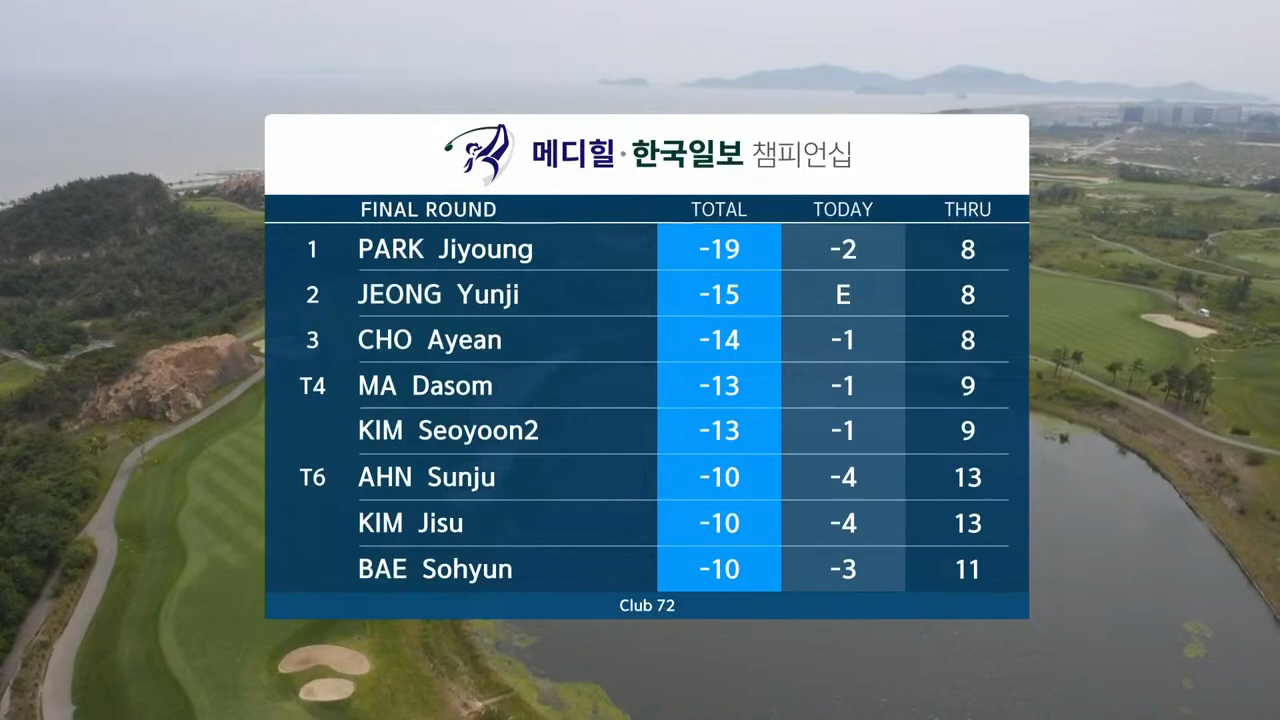 메디힐·한국일보 챔피언십
FINAL ROUND TOTAL TODAY THRU
1 PARK Jiyoung -19 -2 8
2 JEONG Yunji -15 E 8
3 CHO Ayean -14 -1 8
T4 MA Dasom -13 -1 9
KIM Seoyoon2 -13 -1 9
T6 AHN Sunju -10 -4 13
KIM Jisu -10 -4 13
BAE Sohyun -10 -3 11
Club 72